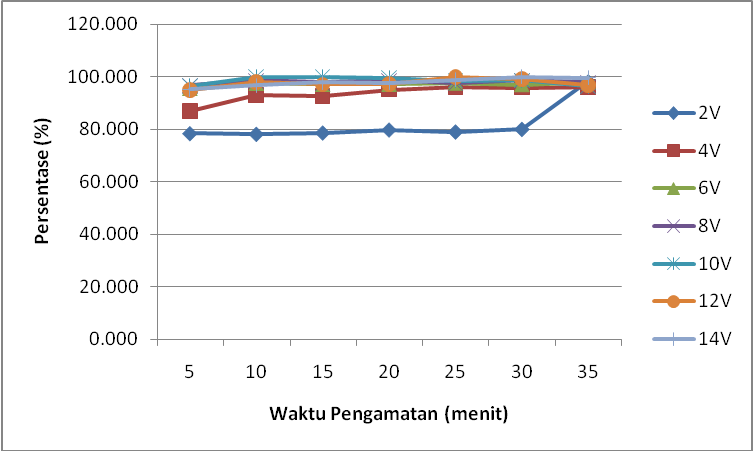 120.000
100.000
80.000
60.000
40.000
20.000
0.000
Persentase (%)
5 10 15 20 25 30 35
Waktu Pengamatan (menit)
2V
4V
6V
8V
10V
12V
14V